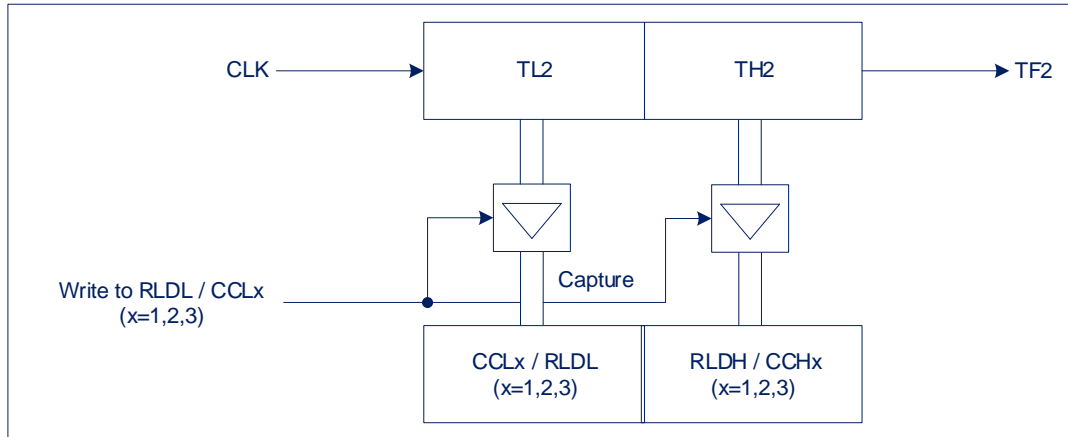 CLK
TL2
TH2
TF2
Capture
Write to RLDL / CCLx
(x=1,2,3)
CCLx / RLDL
(x=1,2,3)
RLDH / CCHx
(x=1,2,3)